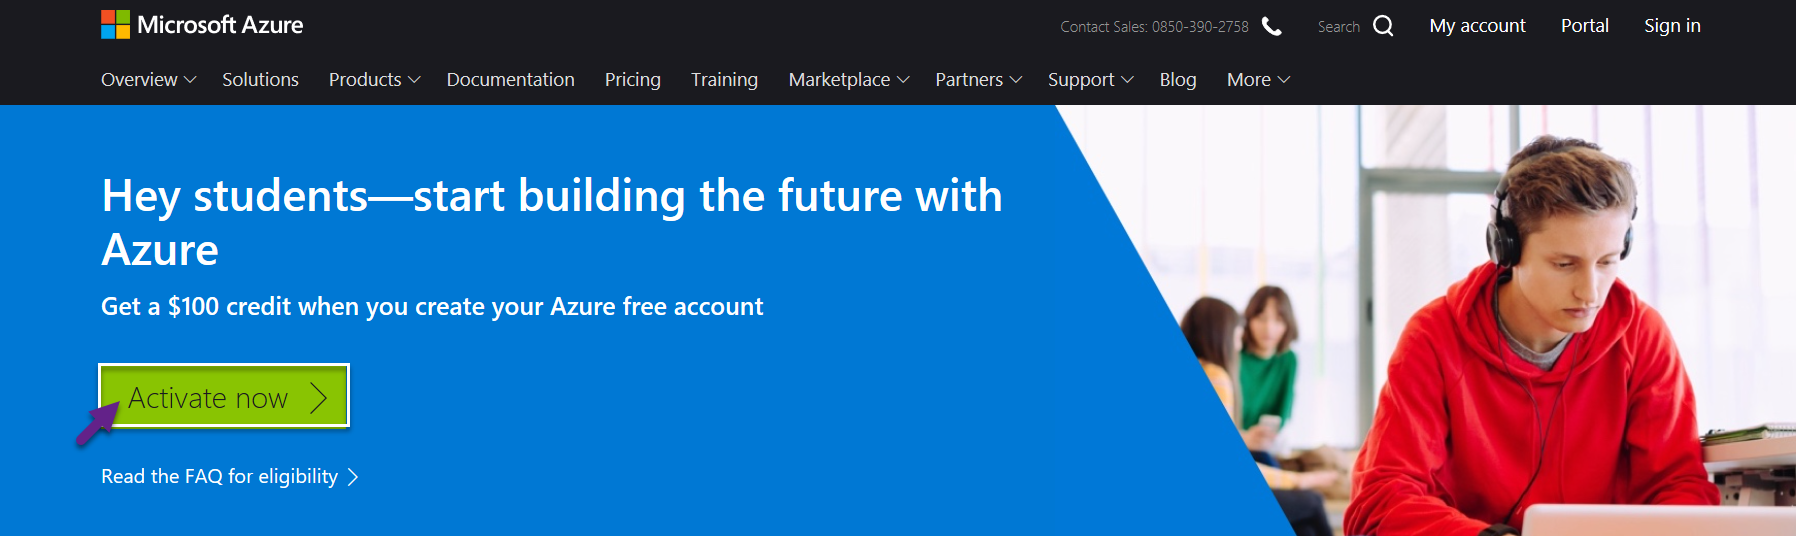 Microsoft Azure
Contact Sales: 0850-390-2758
Search
My account
Portal
Sign in
Overview
Solutions
Products
Documentation
Pricing
Training
Marketplace
Partners
Support
Blog
More
Hey students—start building the future with
Azure
Get a $100 credit when you create your Azure free account
Activate now
Read the FAQ for eligibility